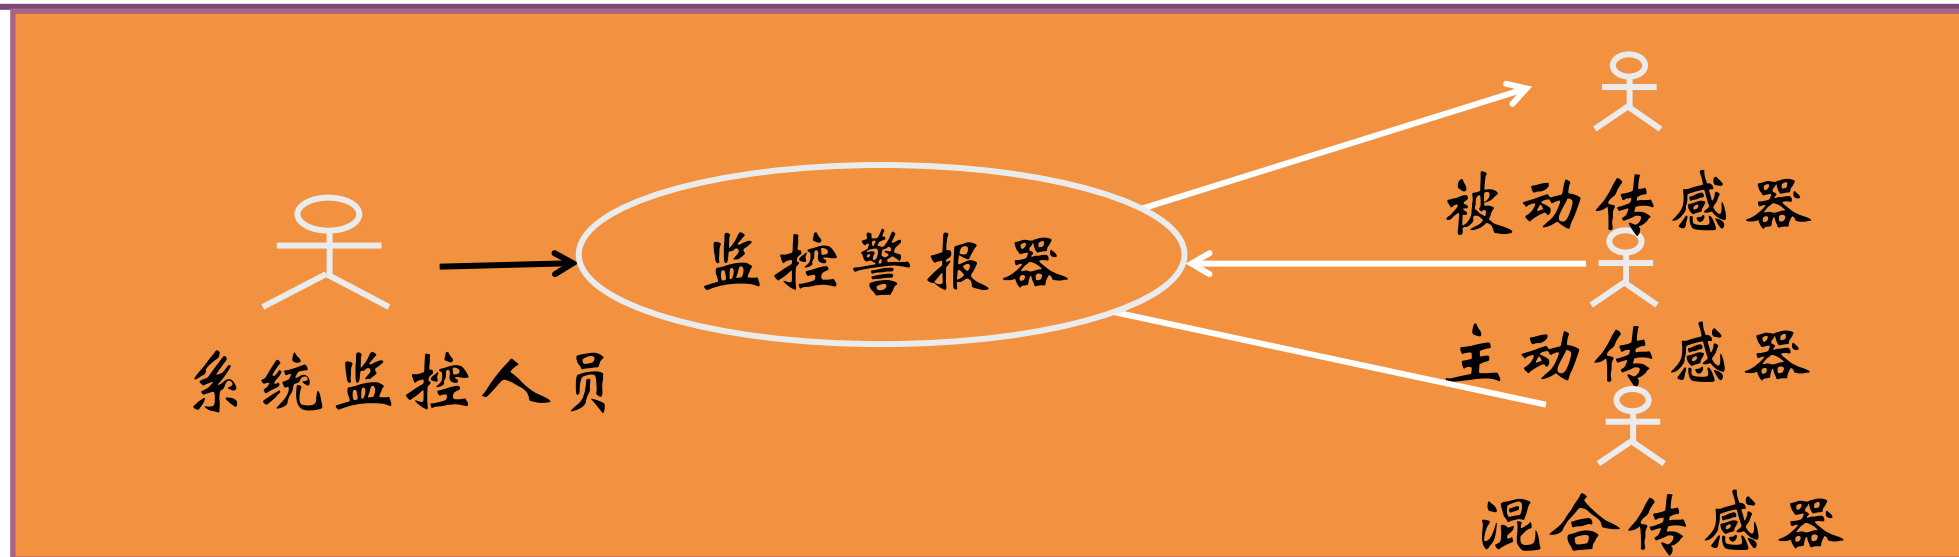 被动传感器
监控警报器
主动传感器
系统监控人员
混合传感器